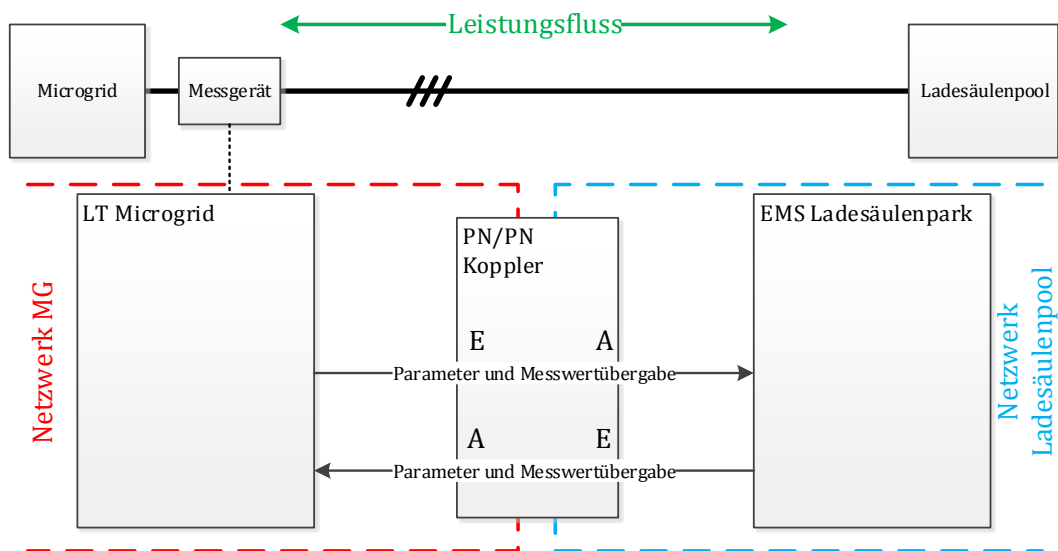 Leistungsfluss
Microgrid
Messgerät
Ladesäulenpool
LT Microgrid
PN/PN
Koppler
EMS Ladesäulenpark
Netzwerk MG
E
A
Parameter und Messwertübergabe
A
E
Parameter und Messwertübergabe
Netzwerk
Ladesäulenpool